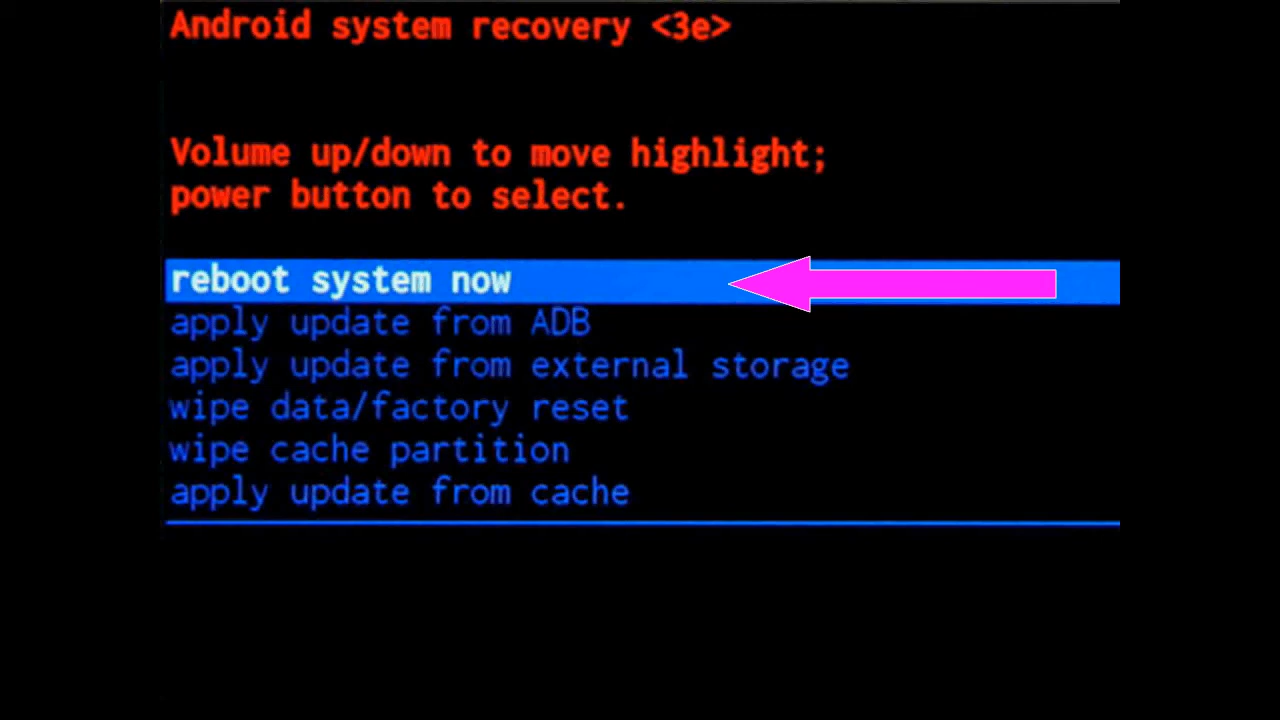 Android system recovery <3e>
Volume up/down to move highlight;
power button to select.
reboot system now
apply update from ADB
apply update from external storage
wipe data/factory reset
wipe cache partition
apply update from cache